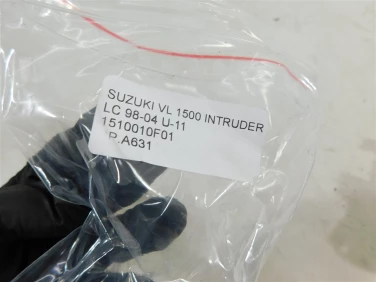 SUZUKI VL 1500 INTRUDER
LC 98-04 U-11
1510010F01
P.A631